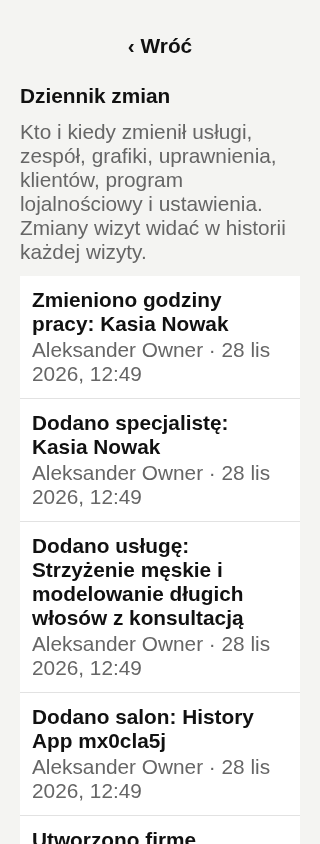 ‹ Wróć
Dziennik zmian
Kto i kiedy zmienił usługi,
zespół, grafiki, uprawnienia,
klientów, program
lojalnościowy i ustawienia.
Zmiany wizyt widać w historii
każdej wizyty.
Zmieniono godziny
pracy: Kasia Nowak
Aleksander Owner · 28 lis
2026, 12:49
Dodano specjalistę:
Kasia Nowak
Aleksander Owner · 28 lis
2026, 12:49
Dodano usługę:
Strzyżenie męskie i
modelowanie długich
włosów z konsultacją
Aleksander Owner · 28 lis
2026, 12:49
Dodano salon: History
App mx0cla5j
Aleksander Owner · 28 lis
2026, 12:49
Utworzono firmę